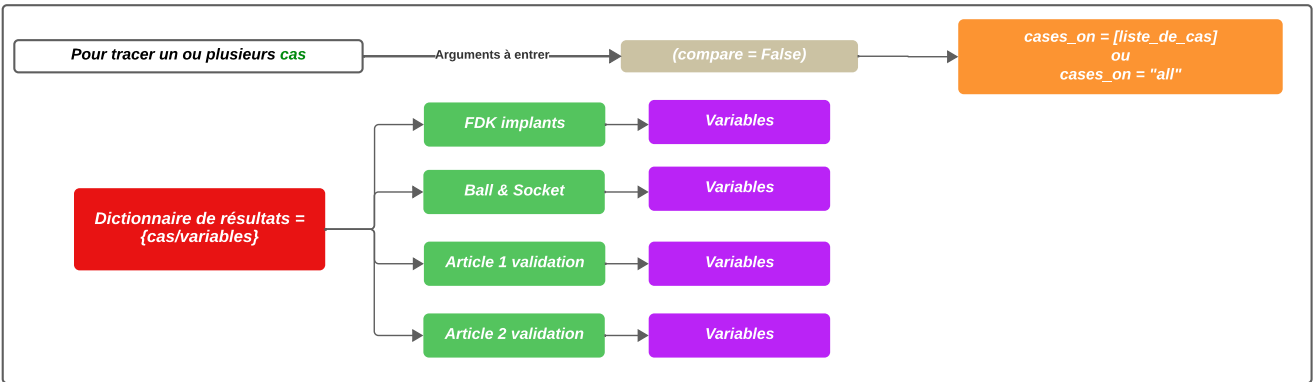 Pour tracer un ou plusieurs cas
Arguments à entrer
(compare = False)
cases_on = [liste_de_cas]
ou
cases_on = "all"
FDK implants
Variables
Ball & Socket
Variables
Dictionnaire de résultats =
{cas/variables}
Article 1 validation
Variables
Article 2 validation
Variables